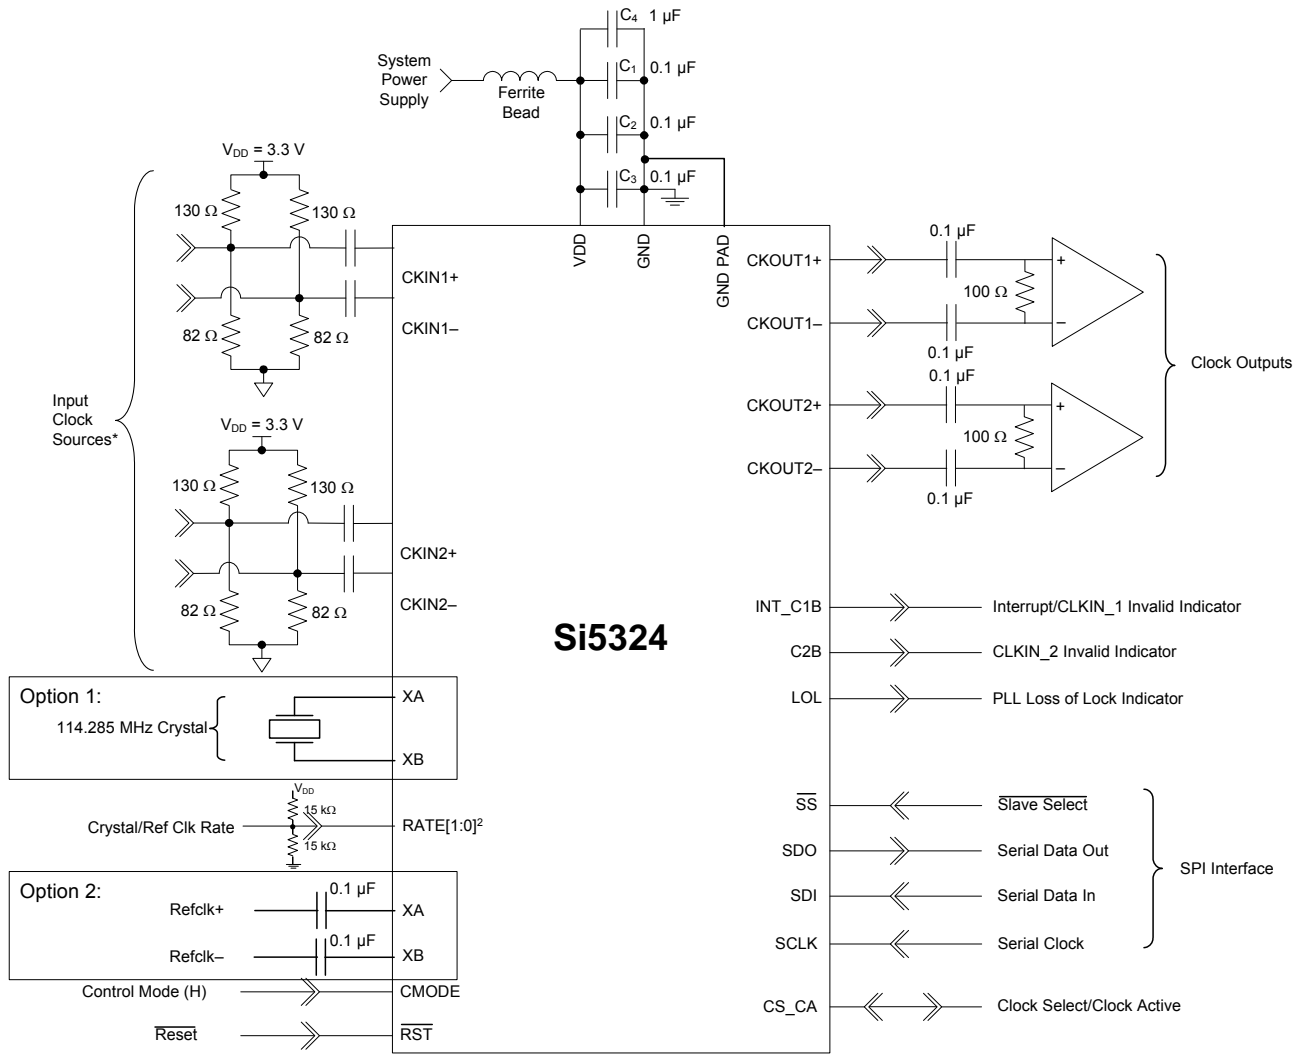 C4 1 µF
System
Power
Supply
Ferrite
Bead
C1 0.1 µF
C2 0.1 µF
C3 0.1 µF
VDD
GND
GND PAD
VDD = 3.3 V
130 Ω
130 Ω
CKIN1+
CKIN1–
82 Ω
82 Ω
Input
Clock
Sources*
VDD = 3.3 V
130 Ω
130 Ω
CKIN2+
CKIN2–
82 Ω
82 Ω
Si5324
Option 1:
114.285 MHz Crystal
XA
XB
VDD
15 kΩ
Crystal/Ref Clk Rate
RATE[1:0]²
15 kΩ
Option 2:
0.1 µF
Refclk+
XA
0.1 µF
Refclk–
XB
Control Mode (H)
CMODE
Reset
RST
0.1 µF
CKOUT1+
+
100 Ω
CKOUT1–
–
0.1 µF
Clock Outputs
0.1 µF
CKOUT2+
+
100 Ω
CKOUT2–
–
0.1 µF
INT_C1B
Interrupt/CLKIN_1 Invalid Indicator
C2B
CLKIN_2 Invalid Indicator
LOL
PLL Loss of Lock Indicator
SS
Slave Select
SDO
Serial Data Out
SPI Interface
SDI
Serial Data In
SCLK
Serial Clock
CS_CA
Clock Select/Clock Active